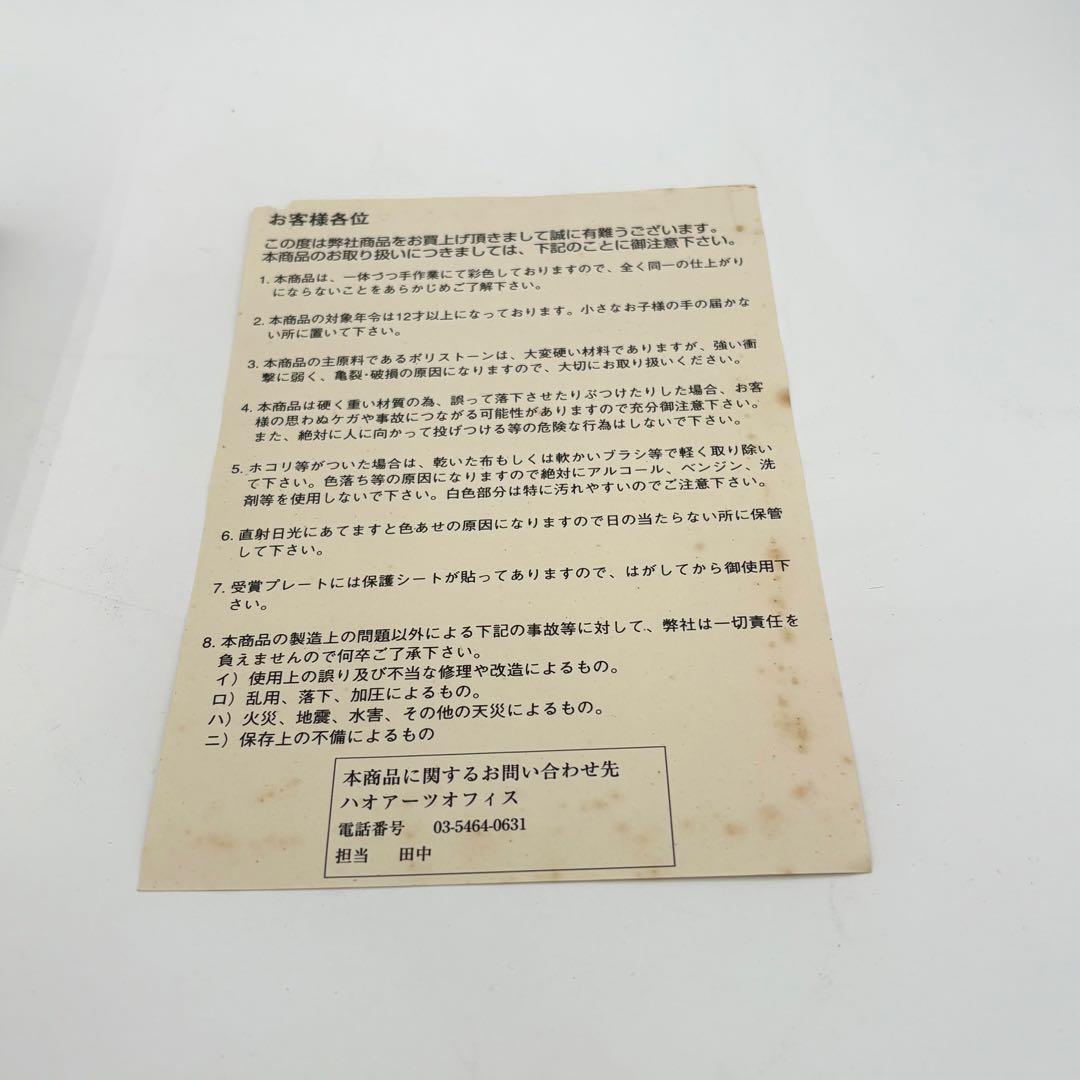 お客様各位
この度は弊社商品をお買上げ頂きまして誠に有難うございます。
本商品のお取り扱いにつきましては、下記のことに御注意下さい。
1. 本商品は、一体づつ手作業にて彩色しておりますので、全く同一の仕上がり
にならないことをあらかじめご了解下さい。
2. 本商品の対象年令は12才以上になっております。小さなお子様の手の届かな
い所に置いて下さい。
3. 本商品の主原料であるポリストーンは、大変硬い材料でありますが、強い衝
撃に弱く、亀裂・破損の原因になりますので、大切にお取り扱いください。
4. 本商品は硬く重い材質の為、誤って落下させたりぶつけたりした場合、お客
様の思わぬケガや事故につながる可能性がありますので充分御注意下さい。
また、絶対に人に向かって投げつける等の危険な行為はしないで下さい。
5. ホコリ等がついた場合は、乾いた布もしくは軟かいブラシ等で軽く取り除い
て下さい。色落ち等の原因になりますので絶対にアルコール、ベンジン、洗
剤等を使用しないで下さい。白色部分は特に汚れやすいのでご注意下さい。
6. 直射日光にあてますと色あせの原因になりますので日の当たらない所に保管
して下さい。
7. 受賞プレートには保護シートが貼ってありますので、はがしてから御使用下
さい。
8. 本商品の製造上の問題以外による下記の事故等に対して、弊社は一切責任を
負えませんので何卒ご了承下さい。
イ）使用上の誤り及び不当な修理や改造によるもの。
ロ）乱用、落下、加圧によるもの。
ハ）火災、地震、水害、その他の天災によるもの。
ニ）保存上の不備によるもの
本商品に関するお問い合わせ先
ハオアーツオフィス
電話番号 03-5464-0631
担当 田中